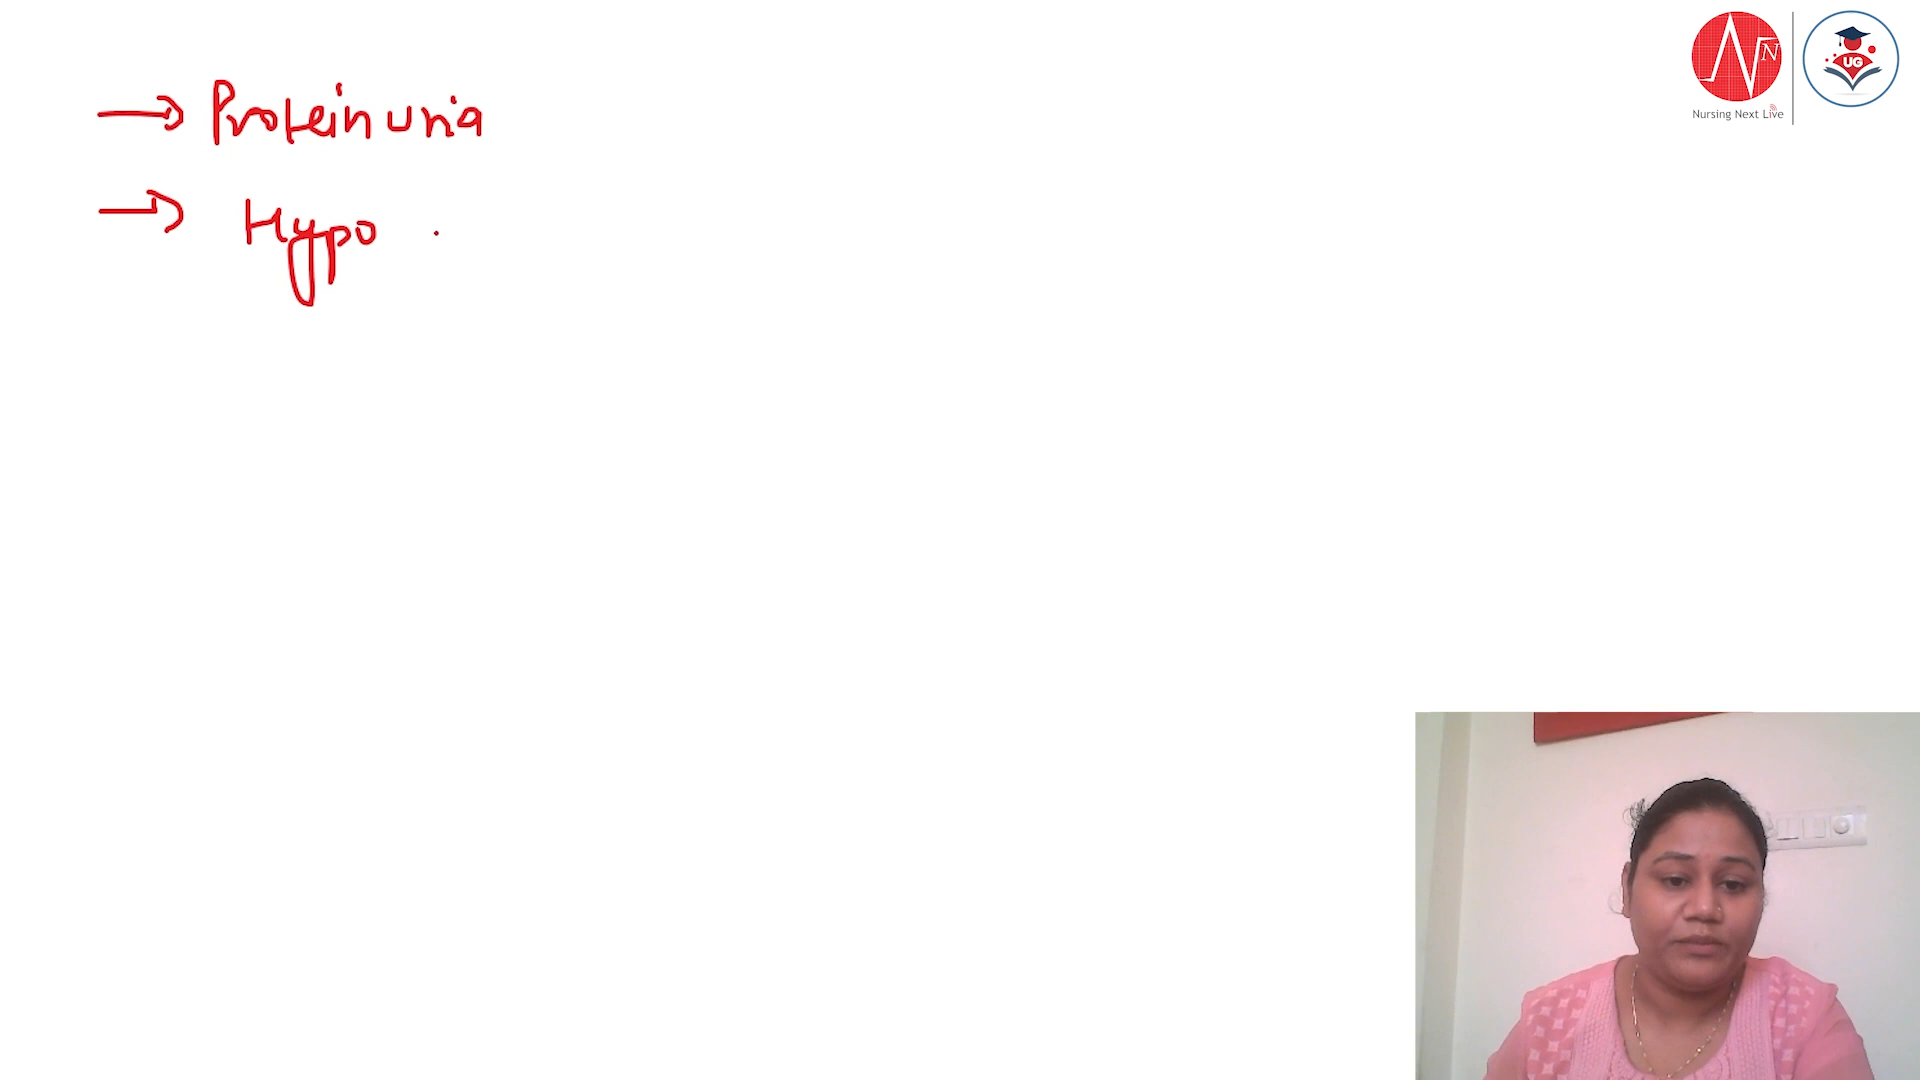 → Proteinuria
→ Hypo
N
Nursing Next Live
UG